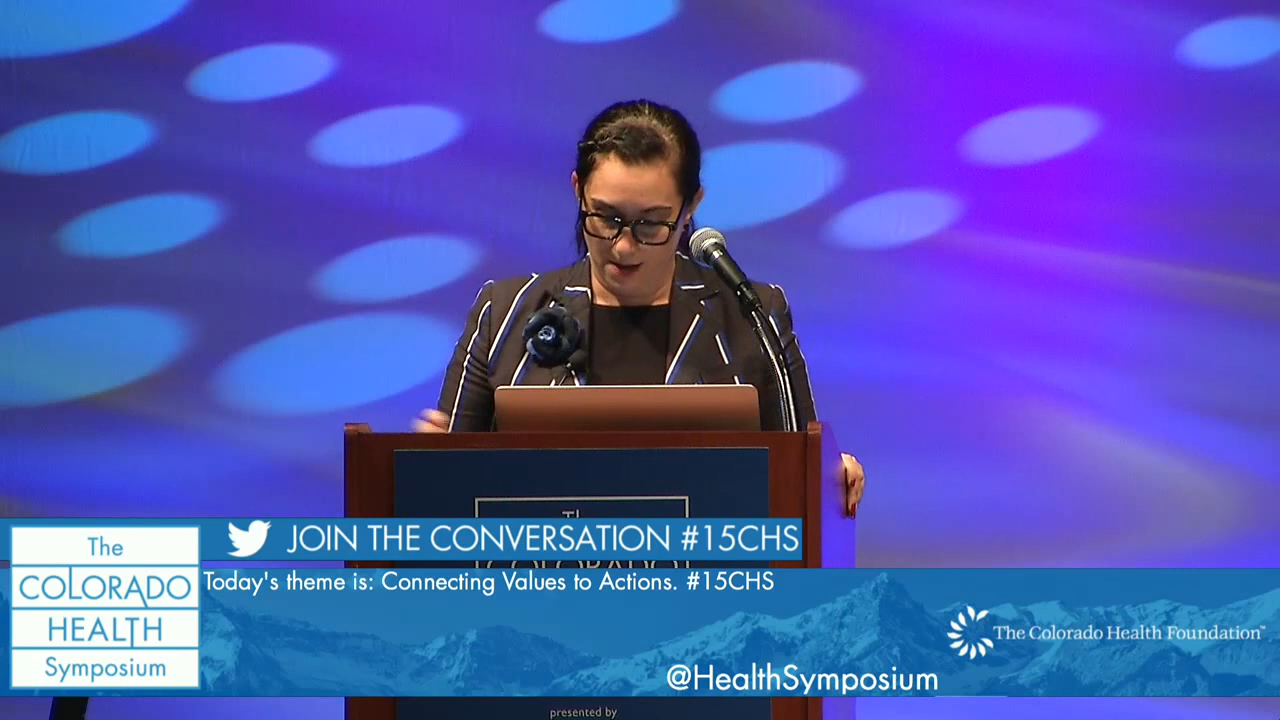 The
COLORADO
HEALTH
Symposium
JOIN THE CONVERSATION #15CHS
Today's theme is: Connecting Values to Actions. #15CHS
The Colorado Health Foundation™
@HealthSymposium
presented by